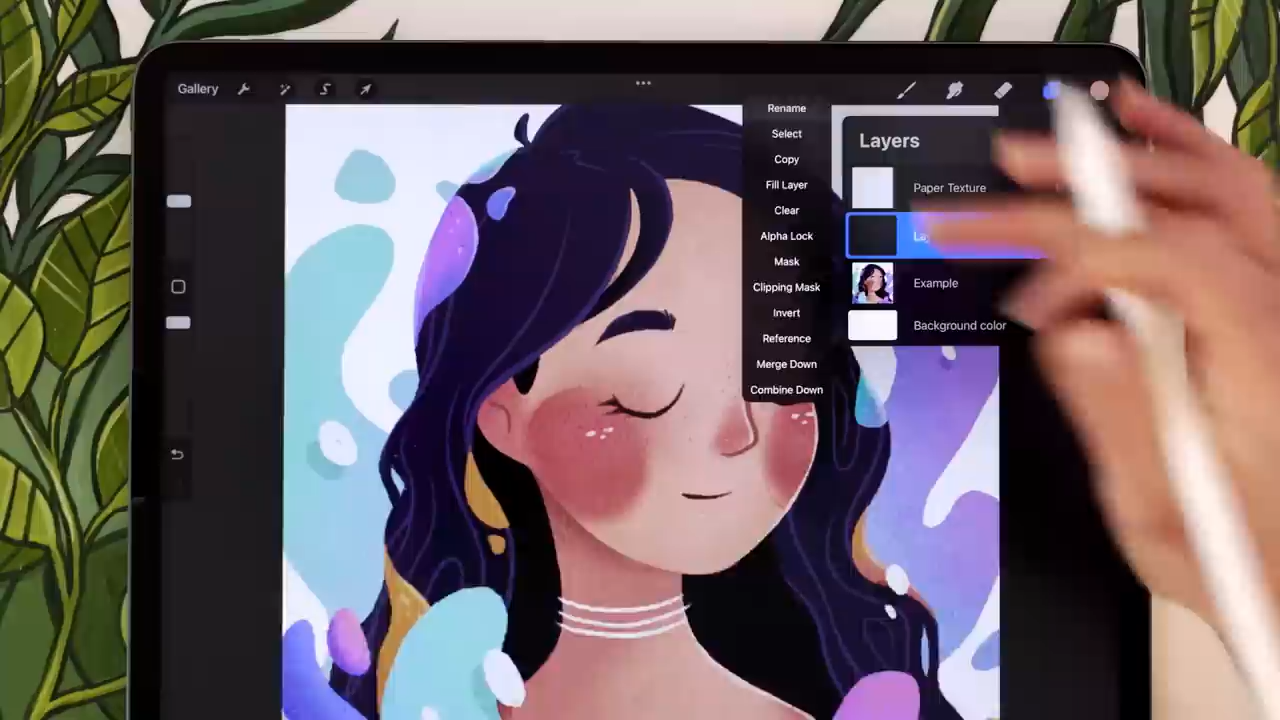 Gallery
Rename
Select
Copy
Fill Layer
Clear
Alpha Lock
Mask
Clipping Mask
Invert
Reference
Merge Down
Combine Down
Layers
Paper Texture
Example
Background color